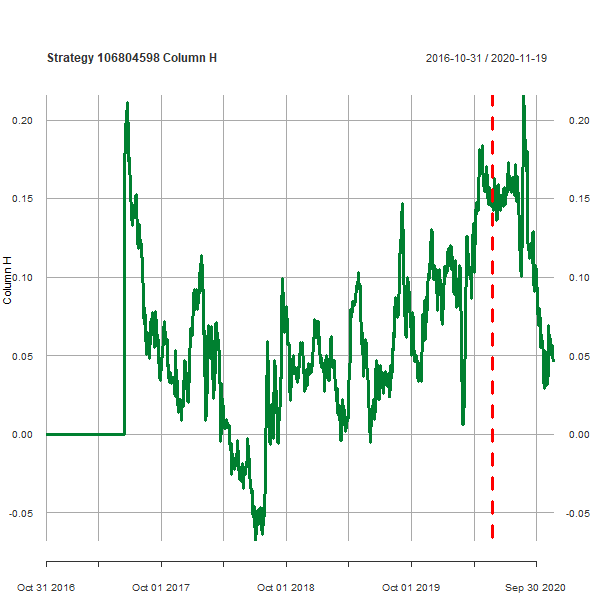 Strategy 106804598 Column H
2016-10-31 / 2020-11-19
0.20
0.20
0.15
0.15
0.10
0.10
Column H
0.05
0.05
0.00
0.00
-0.05
-0.05
Oct 31 2016
Oct 01 2017
Oct 01 2018
Oct 01 2019
Sep 30 2020